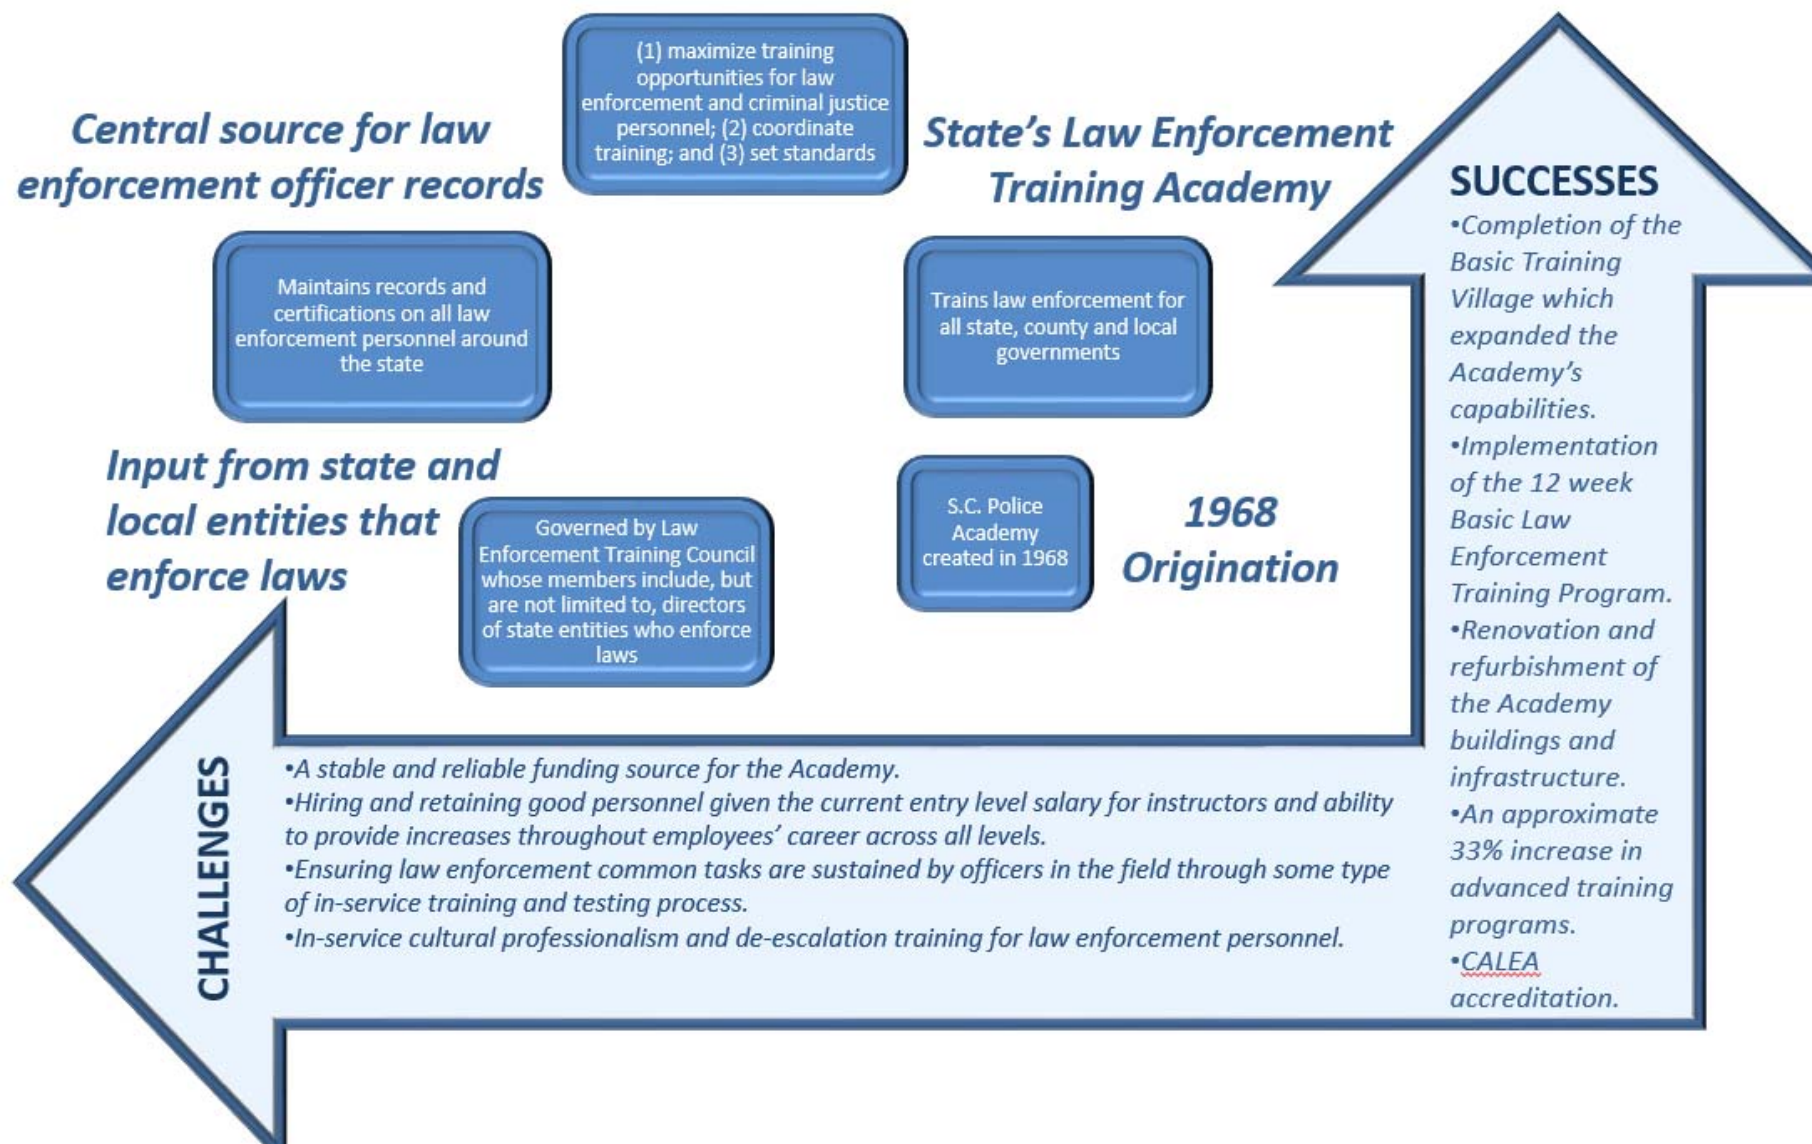 (1) maximize training
opportunities for law
enforcement and criminal justice
personnel; (2) coordinate
training; and (3) set standards
Central source for law
enforcement officer records
State's Law Enforcement
Training Academy
Maintains records and
certifications on all law
enforcement personnel around
the state
Trains law enforcement for
all state, county and local
governments
Input from state and
local entities that
enforce laws
Governed by Law
Enforcement Training Council
whose members include, but
are not limited to, directors
of state entities who enforce
laws
S.C. Police
Academy
created in 1968
1968
Origination
SUCCESSES
•Completion of the
Basic Training
Village which
expanded the
Academy's
capabilities.
•Implementation
of the 12 week
Basic Law
Enforcement
Training Program.
•Renovation and
refurbishment of
the Academy
buildings and
infrastructure.
•An approximate
33% increase in
advanced training
programs.
•CALEA
accreditation.
CHALLENGES
•A stable and reliable funding source for the Academy.
•Hiring and retaining good personnel given the current entry level salary for instructors and ability
to provide increases throughout employees' career across all levels.
•Ensuring law enforcement common tasks are sustained by officers in the field through some type
of in-service training and testing process.
•In-service cultural professionalism and de-escalation training for law enforcement personnel.